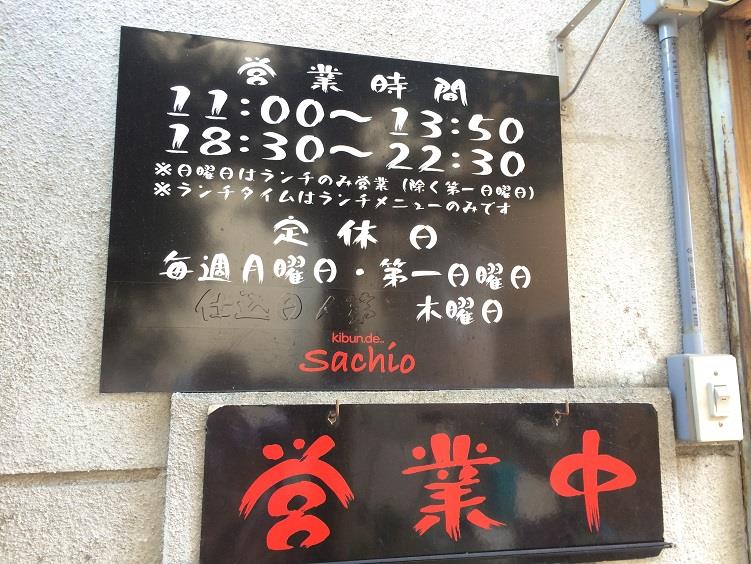 営業時間
11:00〜13:50
18:30〜22:30
※日曜日はランチのみ営業(除く第一日曜日)
※ランチタイムはランチメニューのみです
定休日
毎週月曜日・第一日曜日
仕込日 木曜日
kibun.de..
sachio
営業中